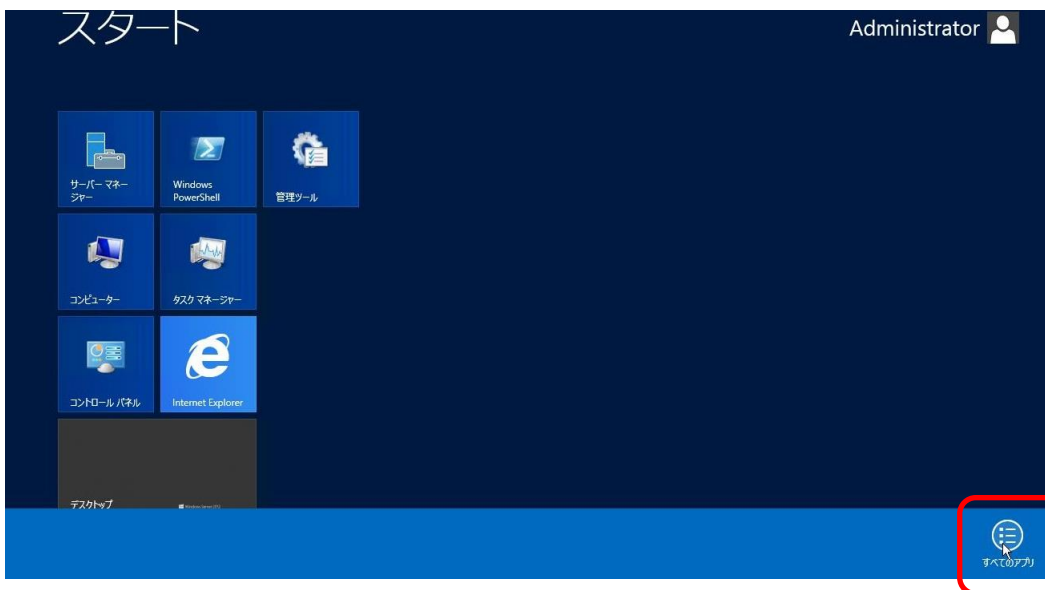 スタート
Administrator
サーバー マネー
ジャー
Windows
PowerShell
管理ツール
コンピューター
タスク マネージャー
コントロール パネル
Internet Explorer
デスクトップ
すべてのアプリ